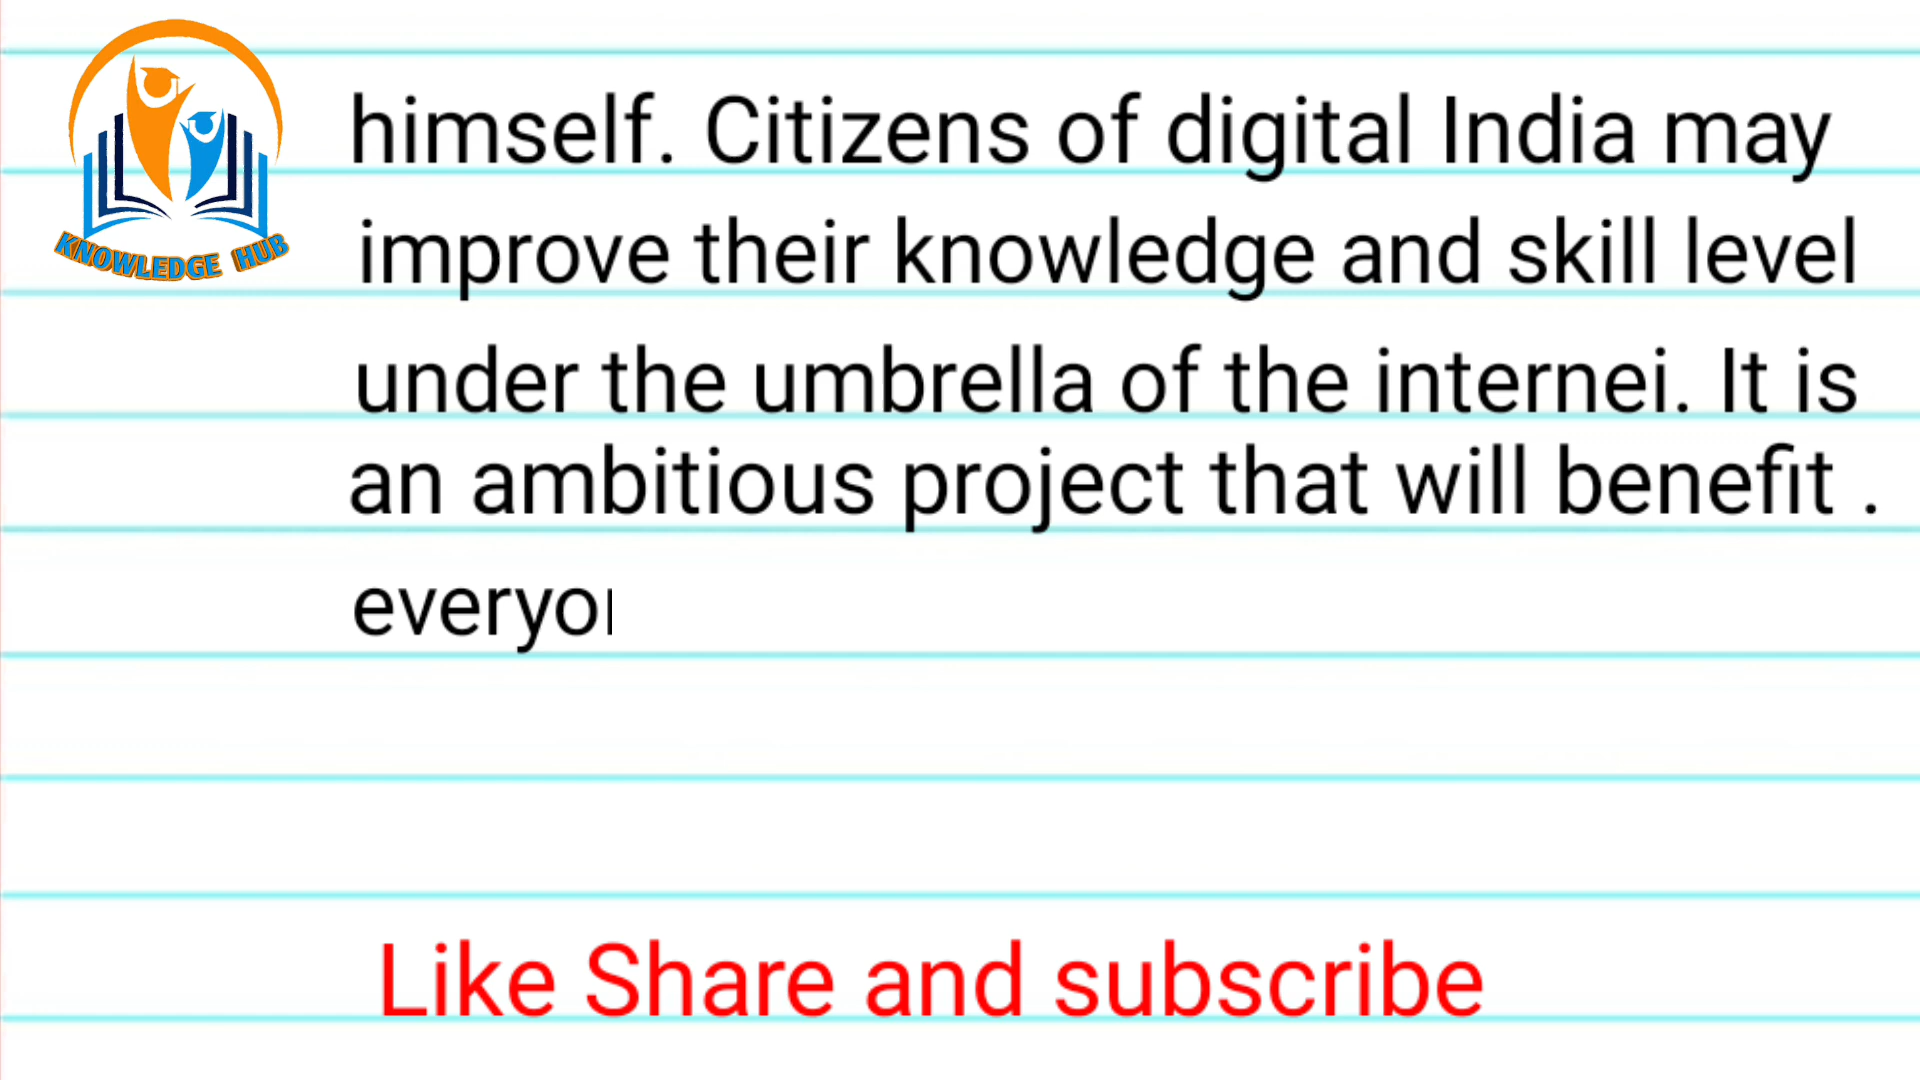 KNOWLEDGE HUB
himself. Citizens of digital India may
improve their knowledge and skill level
under the umbrella of the internei. It is
an ambitious project that will benefit .
everyo
Like Share and subscribe